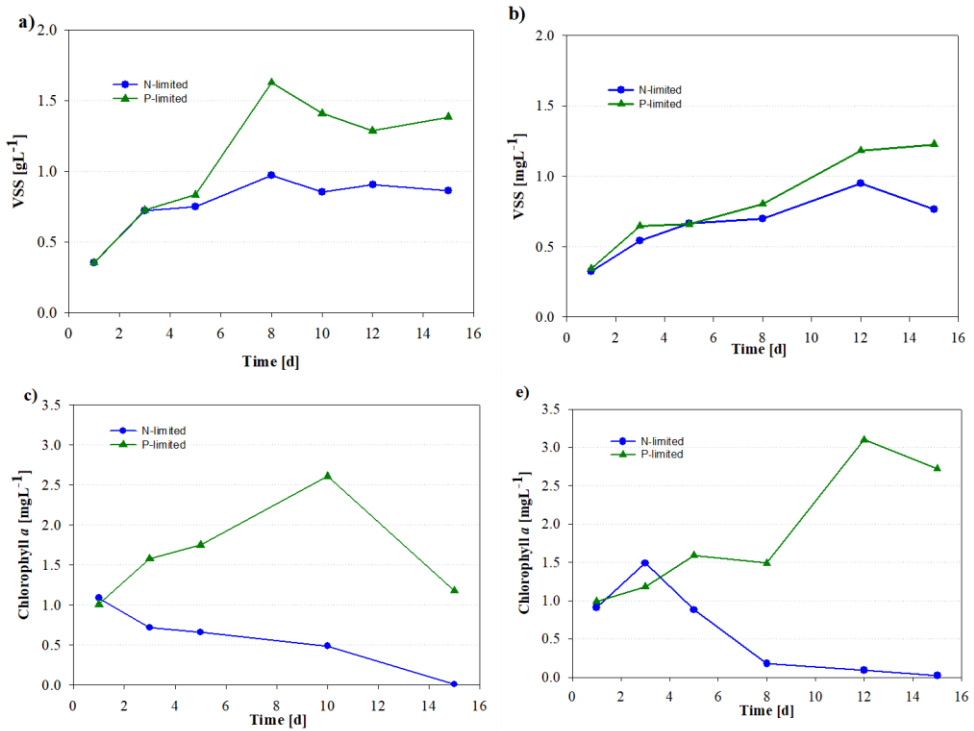 a)
2.0
1.5
1.0
0.5
0.0
VSS [gL-1]
N-limited
P-limited
0 2 4 6 8 10 12 14 16
Time [d]
b)
2.0
1.5
1.0
0.5
0.0
VSS [mgL-1]
N-limited
P-limited
0 2 4 6 8 10 12 14 16
Time [d]
c)
3.5
3.0
2.5
2.0
1.5
1.0
0.5
0.0
Chlorophyll a [mgL-1]
N-limited
P-limited
0 2 4 6 8 10 12 14 16
Time [d]
e)
3.5
3.0
2.5
2.0
1.5
1.0
0.5
0.0
Chlorophyll a [mgL-1]
N-limited
P-limited
0 2 4 6 8 10 12 14 16
Time [d]